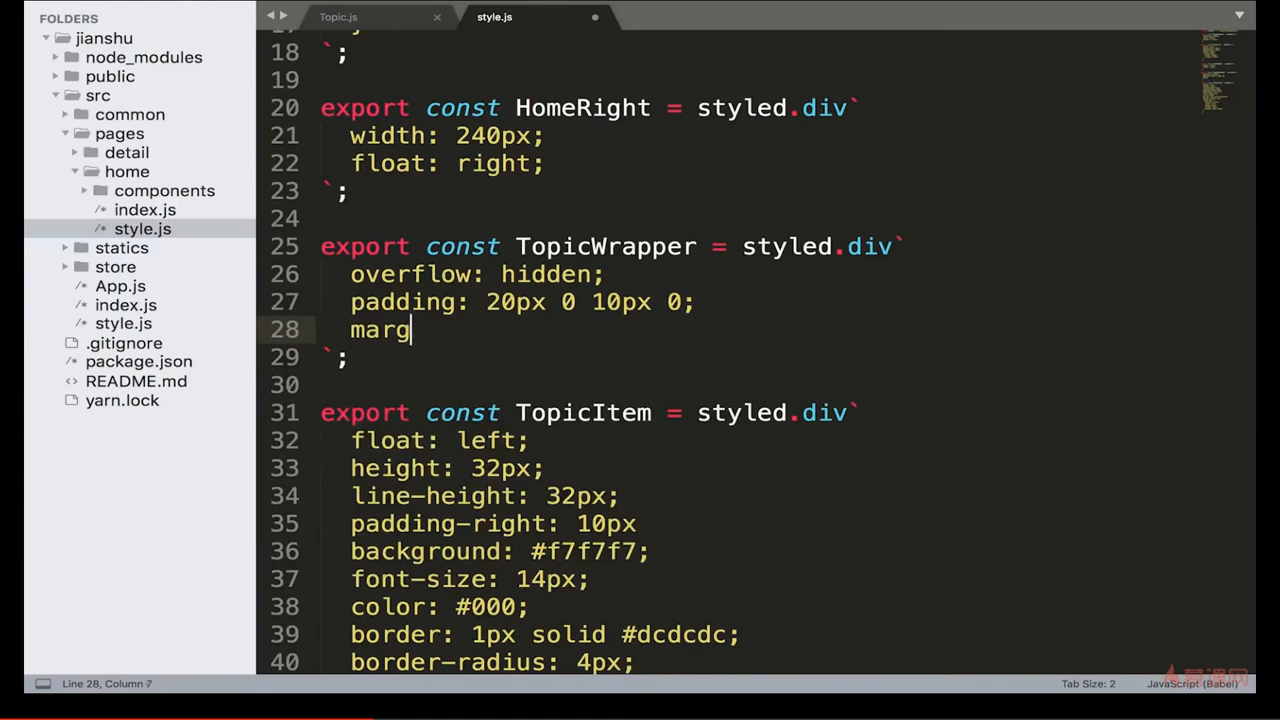 FOLDERS
jianshu
node_modules
public
src
common
pages
detail
home
components
/* index.js
/* style.js
statics
store
/* App.js
/* index.js
/* style.js
.gitignore
/* package.json
<> README.md
yarn.lock
Topic.js
style.js
18 `;
19
20 export const HomeRight = styled.div`
21 width: 240px;
22 float: right;
23 `;
24
25 export const TopicWrapper = styled.div`
26 overflow: hidden;
27 padding: 20px 0 10px 0;
28 marg
29 `;
30
31 export const TopicItem = styled.div`
32 float: left;
33 height: 32px;
34 line-height: 32px;
35 padding-right: 10px
36 background: #f7f7f7;
37 font-size: 14px;
38 color: #000;
39 border: 1px solid #dcdcdc;
40 border-radius: 4px;
Line 28, Column 7
Tab Size: 2
JavaScript (Babel)
慕课网